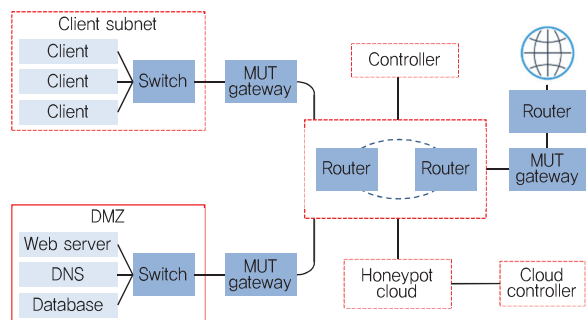 Client subnet
Client
Client
Client
Switch
MUT
gateway
Controller
Router
MUT
gateway
Router
Router
DMZ
Web server
DNS
Database
Switch
MUT
gateway
Honeypot
cloud
Cloud
controller